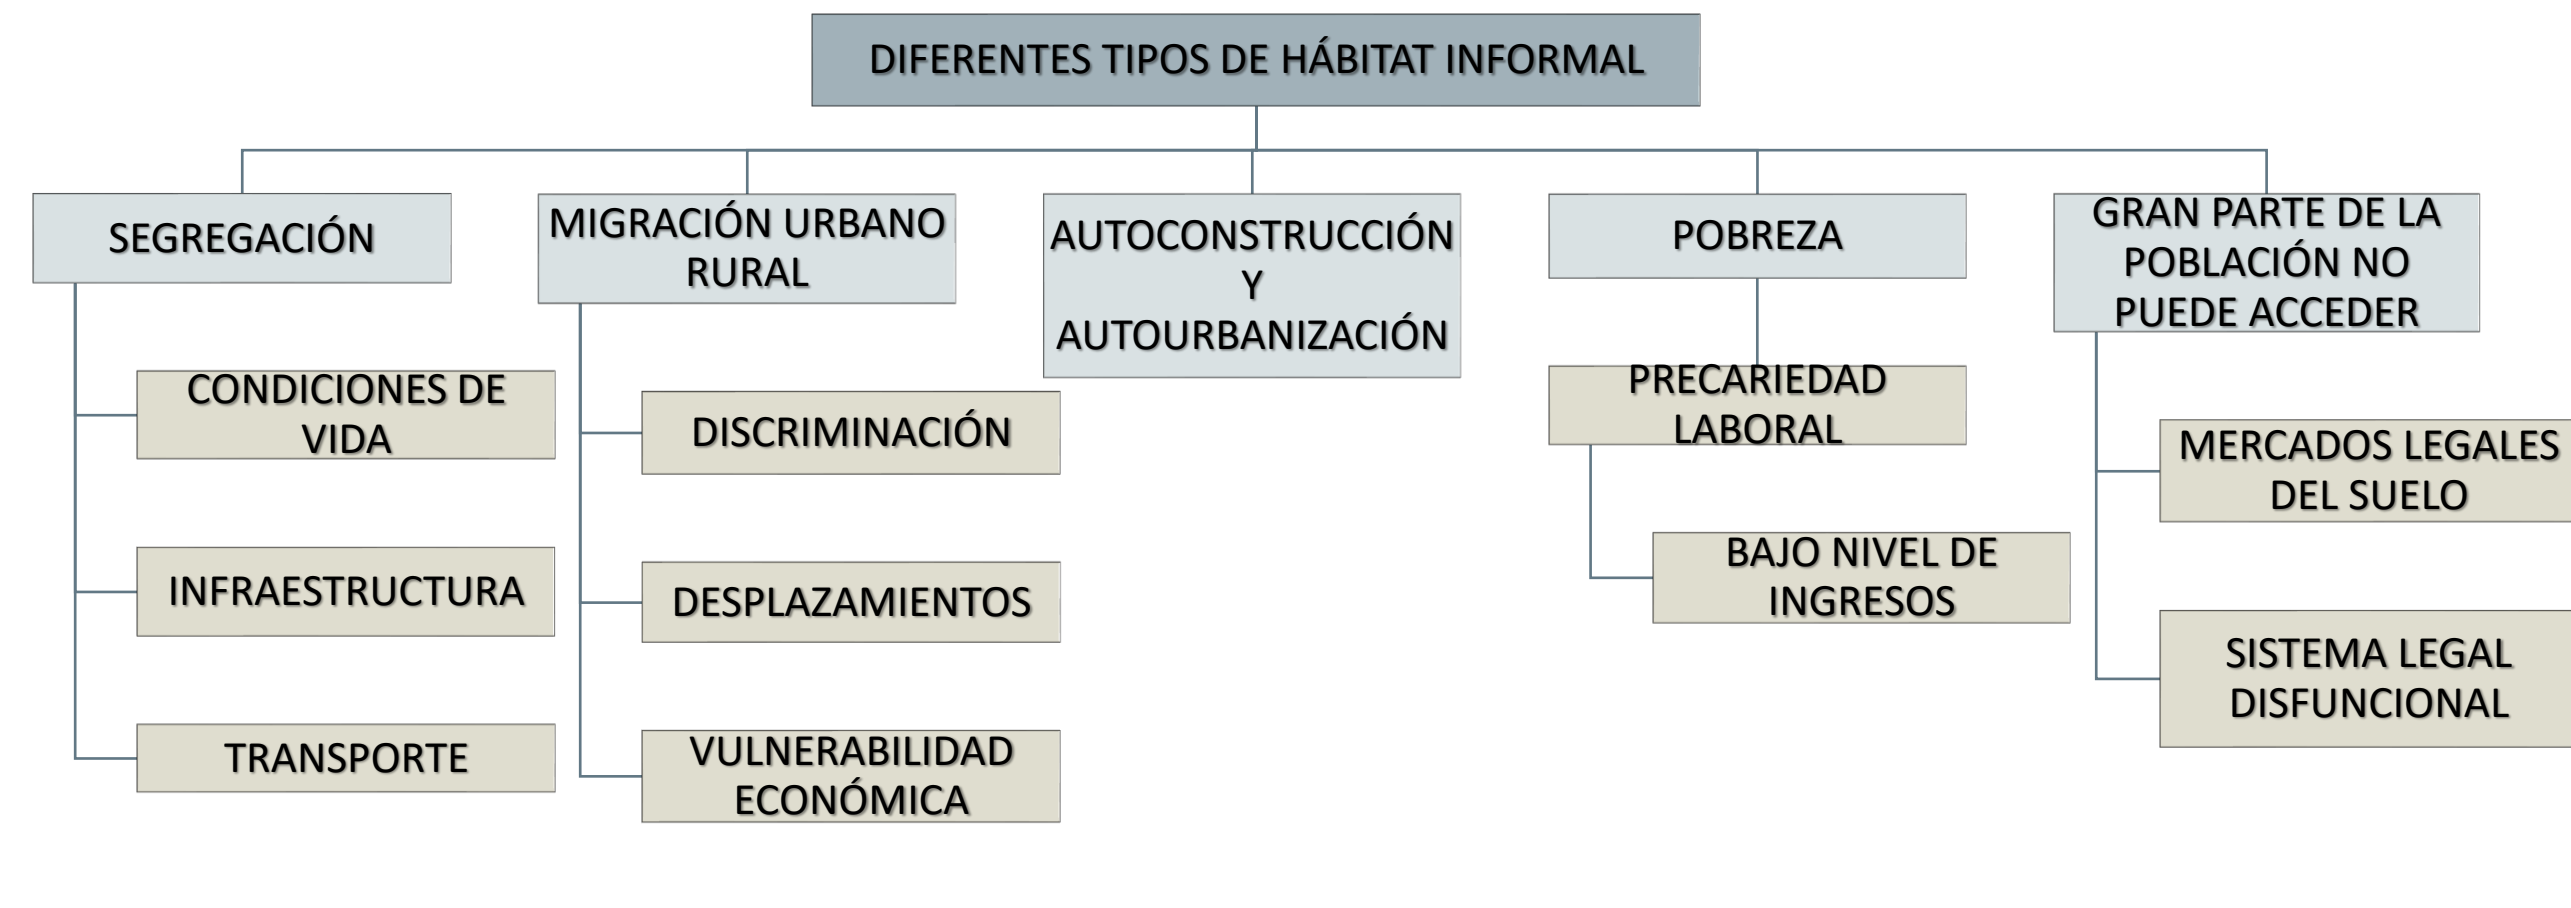 DIFERENTES TIPOS DE HÁBITAT INFORMAL
SEGREGACIÓN
CONDICIONES DE
VIDA
INFRAESTRUCTURA
TRANSPORTE
MIGRACIÓN URBANO
RURAL
DISCRIMINACIÓN
DESPLAZAMIENTOS
VULNERABILIDAD
ECONÓMICA
AUTOCONSTRUCCIÓN
Y
AUTOURBANIZACIÓN
POBREZA
PRECARIEDAD
LABORAL
BAJO NIVEL DE
INGRESOS
GRAN PARTE DE LA
POBLACIÓN NO
PUEDE ACCEDER
MERCADOS LEGALES
DEL SUELO
SISTEMA LEGAL
DISFUNCIONAL